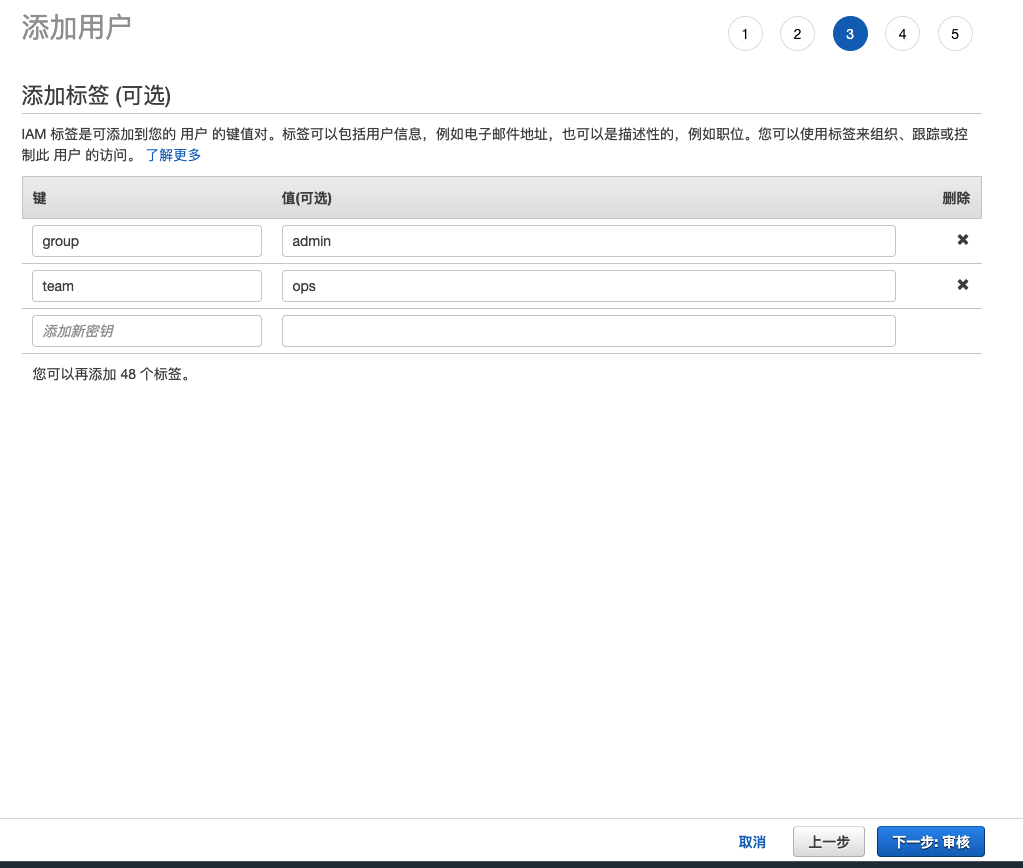 添加用户
1 2 3 4 5
添加标签 (可选)
IAM 标签是可添加到您的 用户 的键值对。标签可以包括用户信息，例如电子邮件地址，也可以是描述性的，例如职位。您可以使用标签来组织、跟踪或控
制此 用户 的访问。 了解更多
键 值(可选) 删除
group admin ✖
team ops ✖
添加新密钥
您可以再添加 48 个标签。
取消 上一步 下一步: 审核